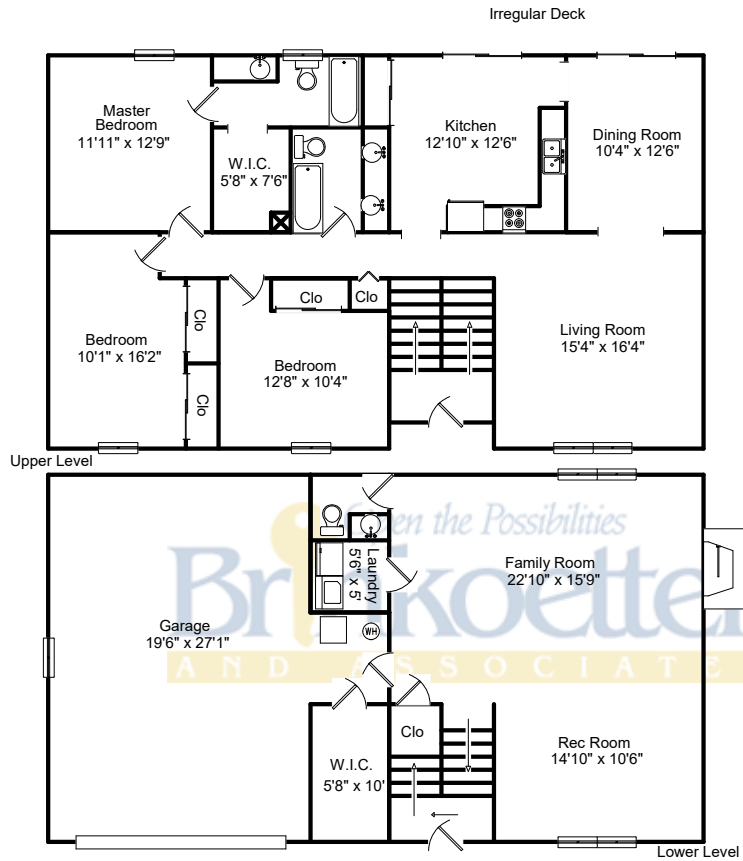 Irregular Deck
Master
Bedroom
11'11" x 12'9"
W.I.C.
5'8" x 7'6"
Kitchen
12'10" x 12'6"
Dining Room
10'4" x 12'6"
Bedroom
10'1" x 16'2"
Clo
Clo
Clo
Clo
Bedroom
12'8" x 10'4"
Living Room
15'4" x 16'4"
Upper Level
Open the Possibilities
Brinkoetter
AND ASSOCIATE
Laundry
5'6" x 5'
Family Room
22'10" x 15'9"
Garage
19'6" x 27'1"
WH
Clo
W.I.C.
5'8" x 10'
Rec Room
14'10" x 10'6"
Lower Level